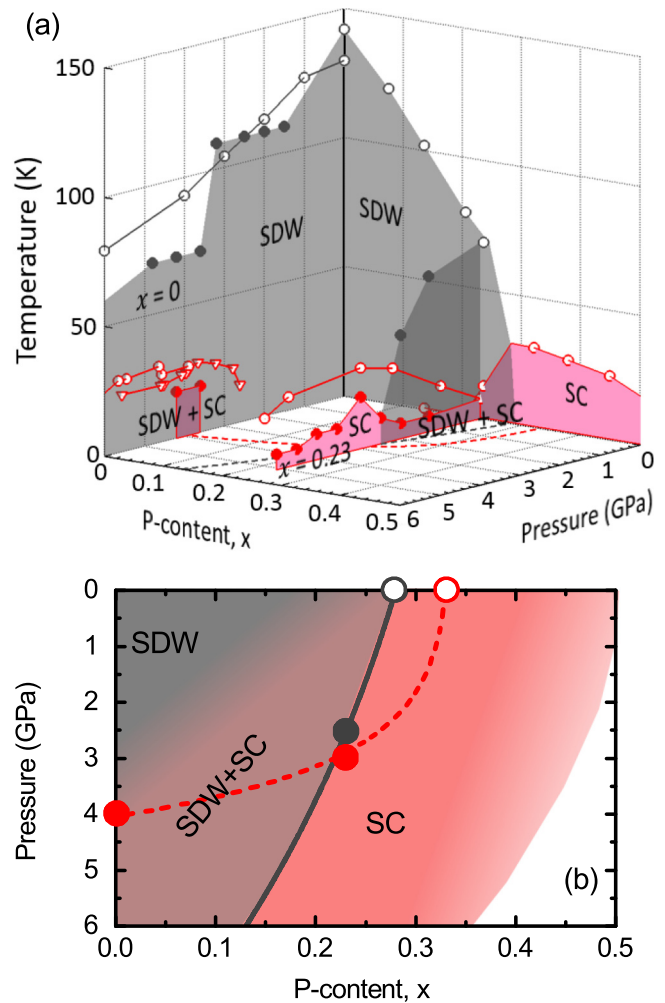 (a)
150
100
50
0
Temperature (K)
SDW
SDW
x = 0
SDW + SC
SC
x = 0.23
SDW + SC
SC
0
0.1
0.2
0.3
0.4
0.5
P-content, x
6
5
4
3
2
1
0
Pressure (GPa)
0
1
2
3
4
5
6
Pressure (GPa)
SDW
SDW+SC
SC
(b)
0.0
0.1
0.2
0.3
0.4
0.5
P-content, x